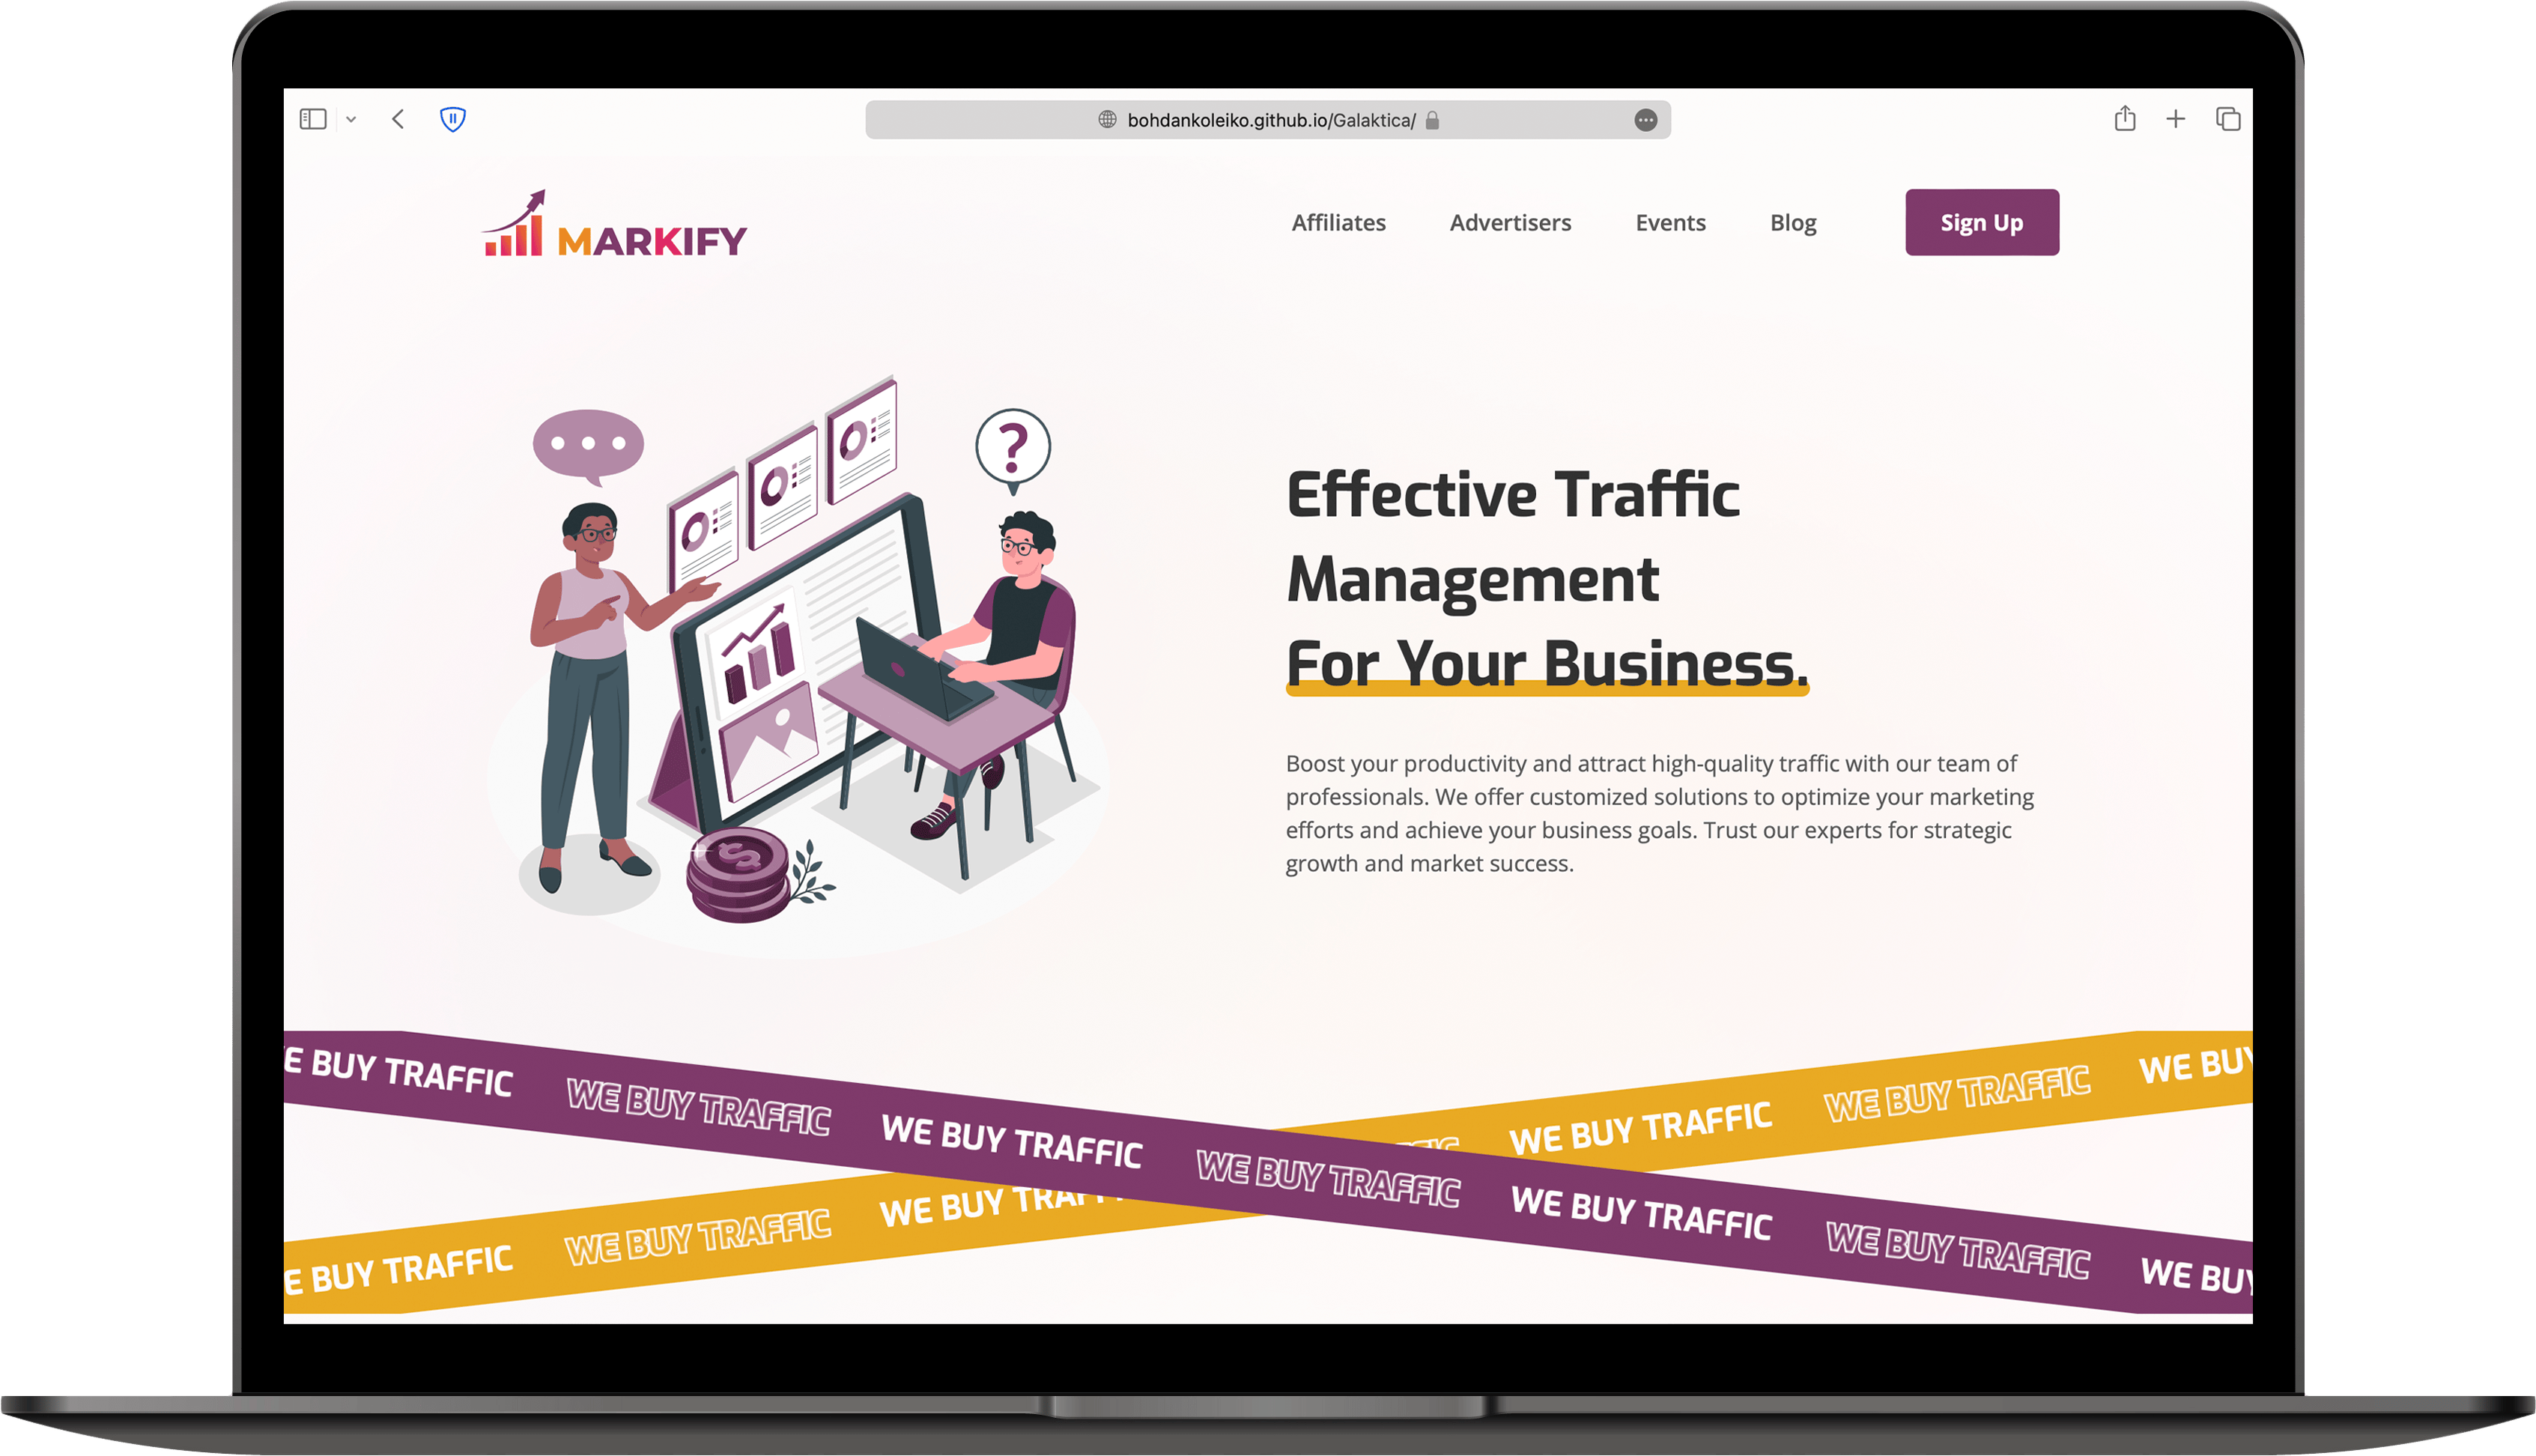 bohdankoleiko.github.io/Galaktica/
MARKIFY
Affiliates
Advertisers
Events
Blog
Sign Up
?
Effective Traffic
Management
For Your Business.
Boost your productivity and attract high-quality traffic with our team of
professionals. We offer customized solutions to optimize your marketing
efforts and achieve your business goals. Trust our experts for strategic
growth and market success.
$
E BUY TRAFFIC WE BUY TRAFFIC WE BUY TRAFFIC WE BUY TRAFFIC WE BUY TRAFFIC WE BUY TRAFFIC WE BUY
E BUY TRAFFIC WE BUY TRAFFIC WE BUY TRAFFIC WE BUY TRAFFIC WE BUY TRAFFIC WE BUY